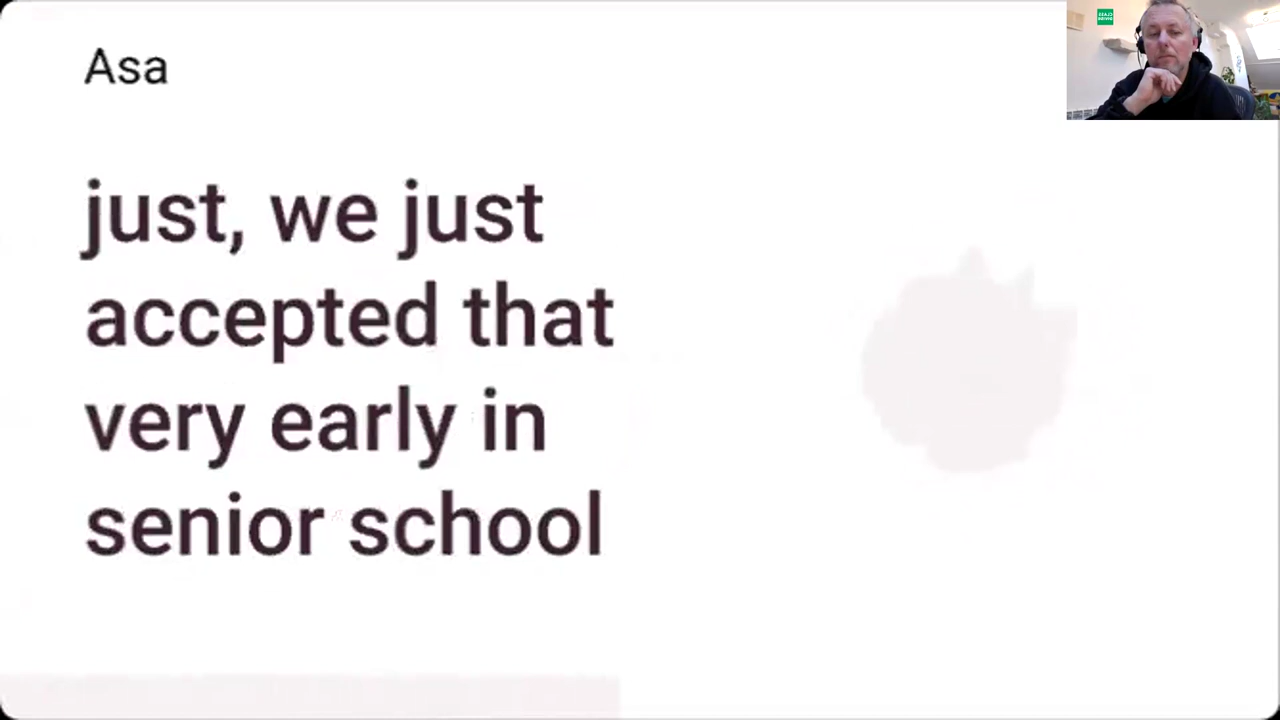 Asa
just, we just
accepted that
very early in
senior school